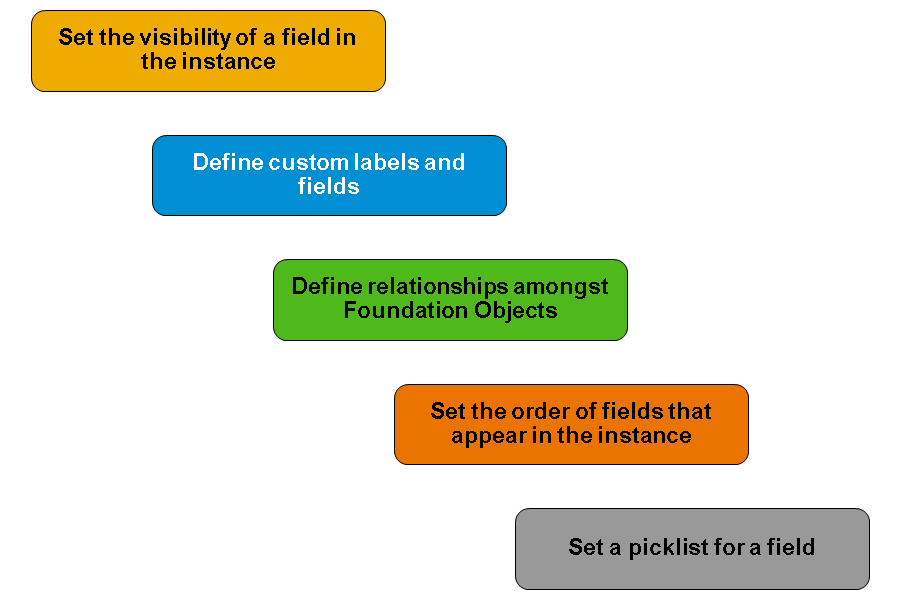 Set the visibility of a field in
the instance
Define custom labels and
fields
Define relationships amongst
Foundation Objects
Set the order of fields that
appear in the instance
Set a picklist for a field